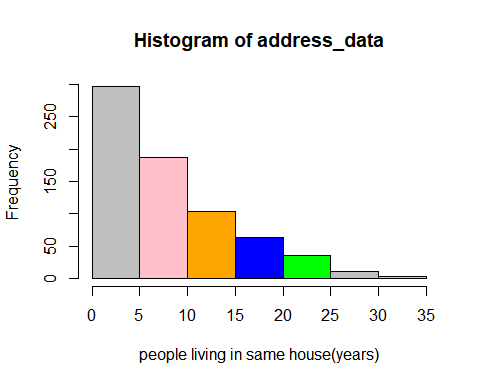 Histogram of address_data
Frequency
250
150
50
0
0 5 10 15 20 25 30 35
people living in same house(years)